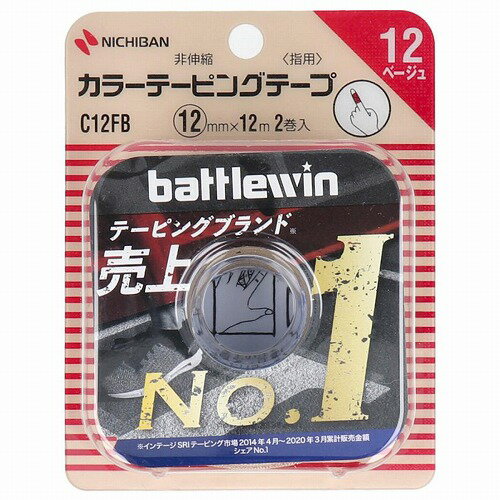 NICHIBAN
非伸縮 〈指用〉
カラーテーピングテープ
C12FB 12mm×12m 2巻入
12
ベージュ
battlewin
テーピングブランド※
売上
No.1
※インテージSRIテーピング市場2014年4月〜2020年3月累計販売金額
シェアNo.1